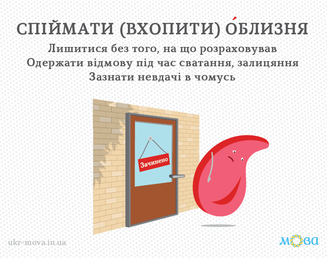 СПІЙМАТИ (ВХОПИТИ) О́БЛИЗНЯ
Лишитися без того, на що розраховував
Одержати відмову під час сватання, залицяння
Зазнати невдачі в чомусь
Зачинено
ukr-mova.in.ua
мова